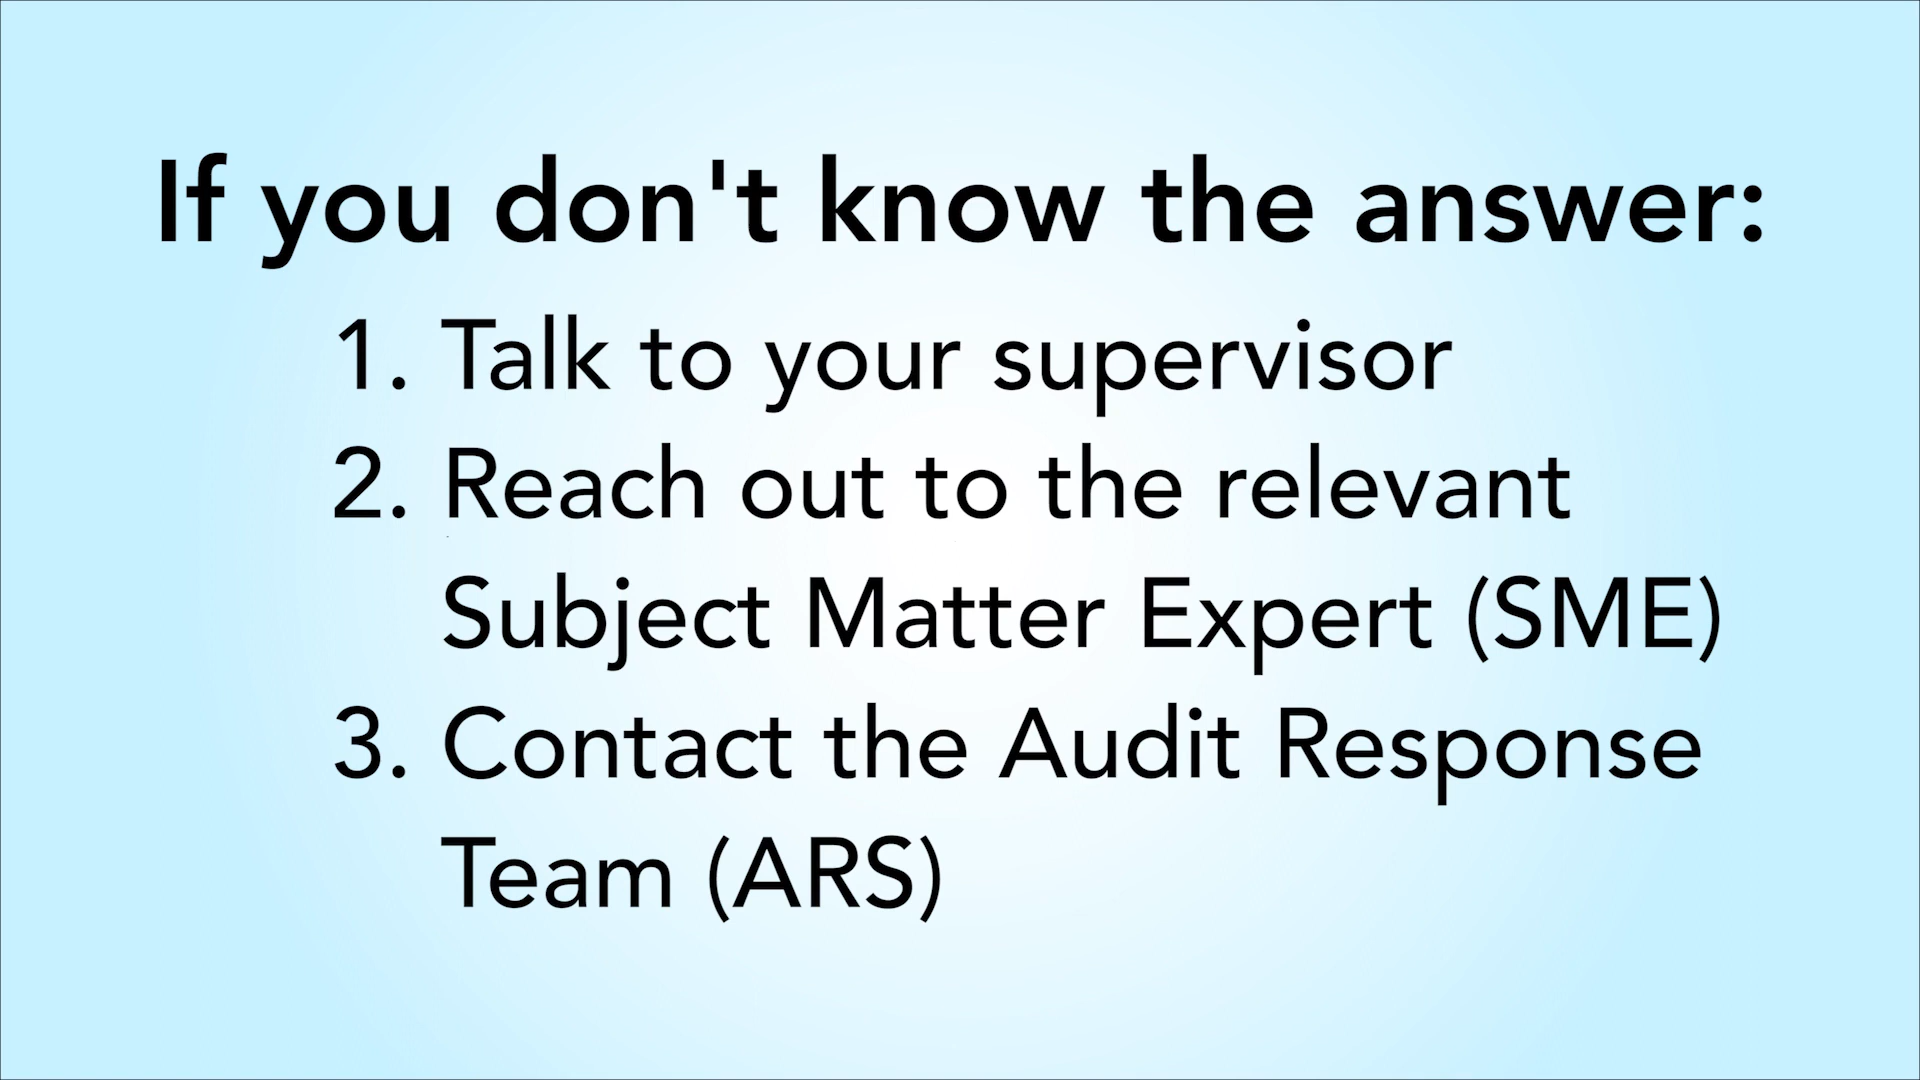 If you don't know the answer:
1. Talk to your supervisor
2. Reach out to the relevant
Subject Matter Expert (SME)
3. Contact the Audit Response
Team (ARS)